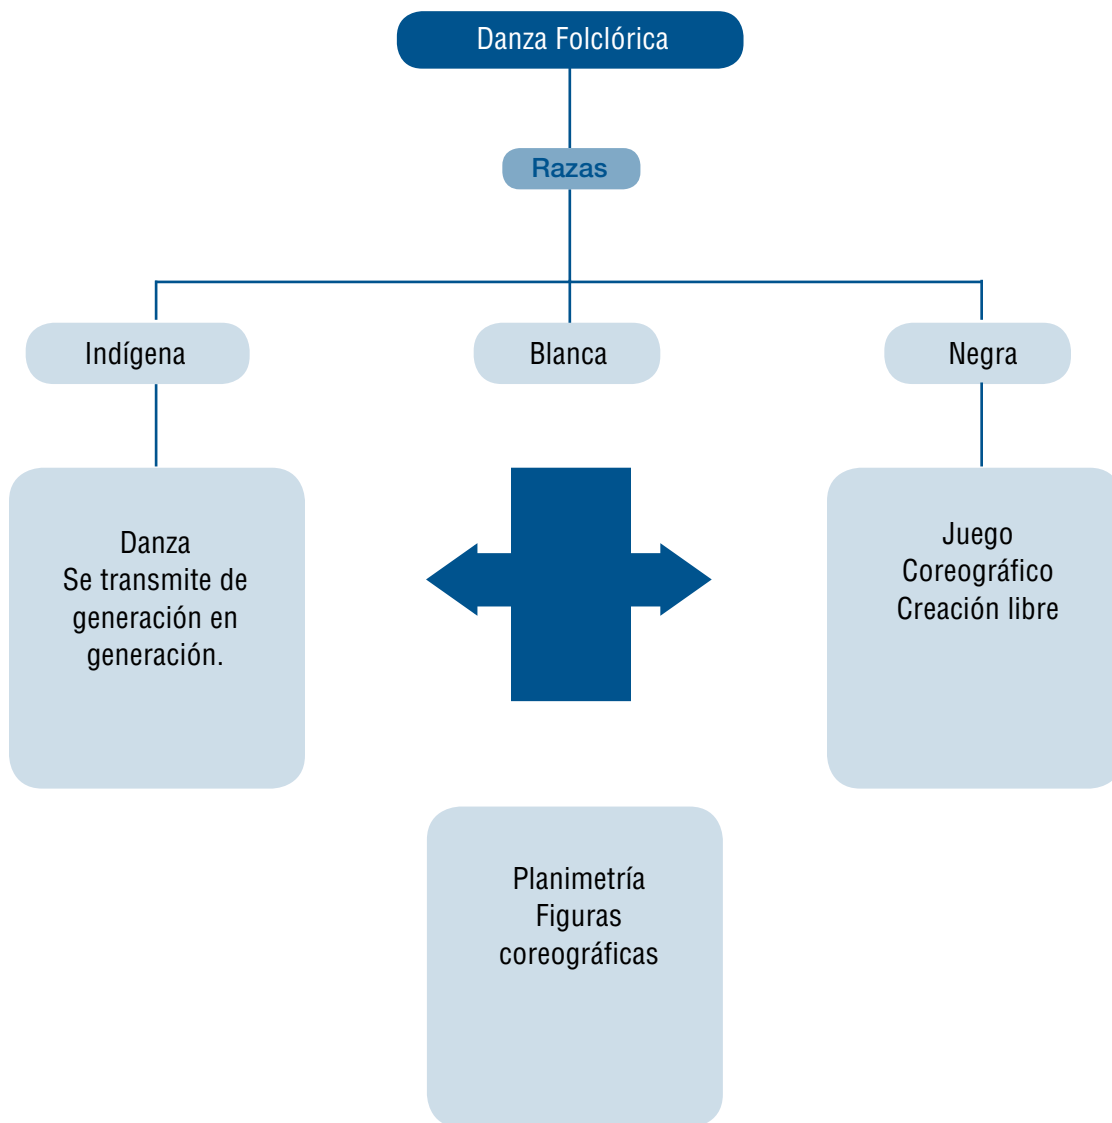 Danza Folclórica
Razas
Indígena
Blanca
Negra
Danza
Se transmite de
generación en
generación.
Juego
Coreográfico
Creación libre
Planimetría
Figuras
coreográficas